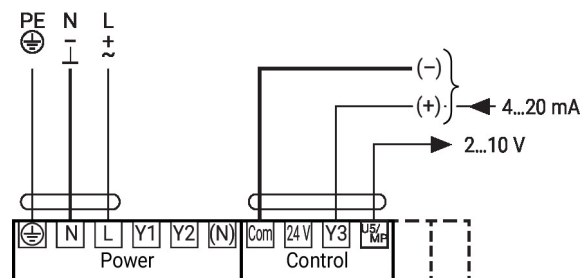 PE N L
– +
⊥ ~
(–)
(+) 4...20 mA
2...10 V
N L Y1 Y2 (N) Com 24 V Y3 U5/
MP
Power Control